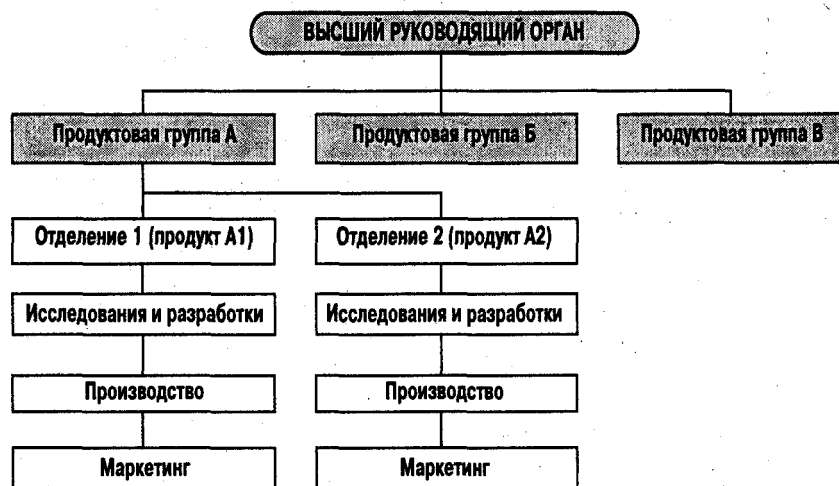 ВЫСШИЙ РУКОВОДЯЩИЙ ОРГАН
Продуктовая группа А
Продуктовая группа Б
Продуктовая группа В
Отделение 1 (продукт А1)
Отделение 2 (продукт А2)
Исследования и разработки
Исследования и разработки
Производство
Производство
Маркетинг
Маркетинг